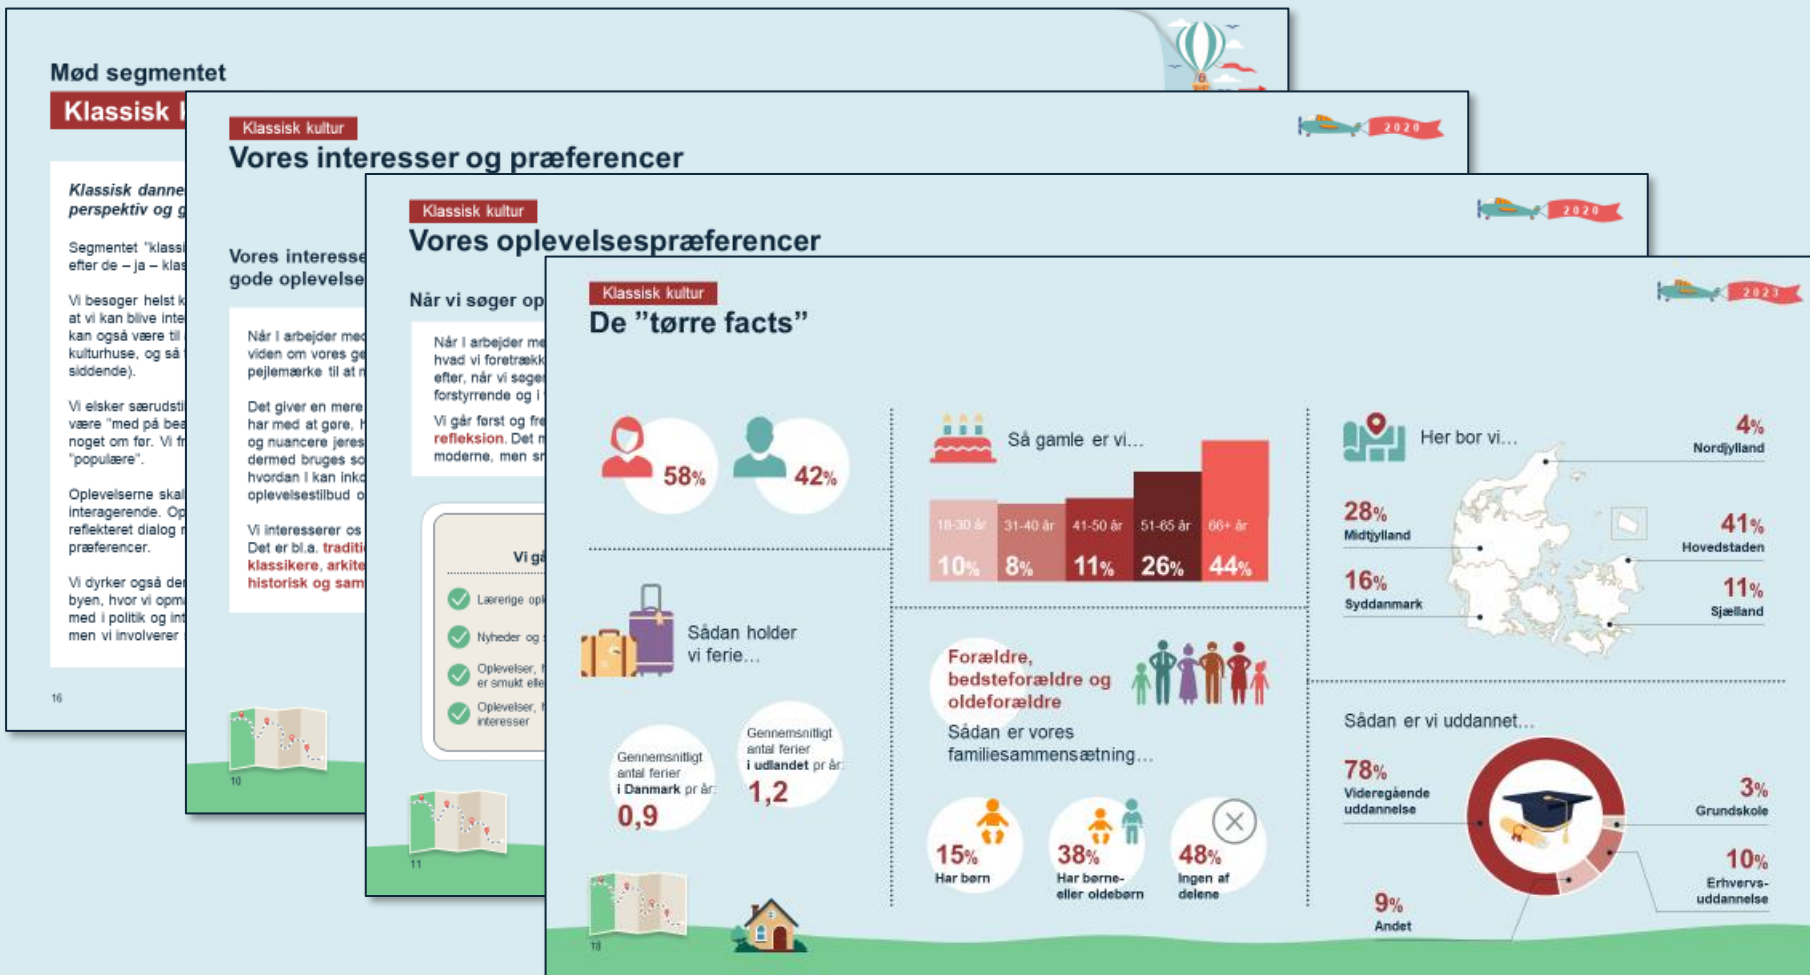 Mød segmentet
Klassisk
Klassisk danne
perspektiv og g
Segmentet "klassi
efter de – ja – klas
Vi besøger helst k
at vi kan blive inte
kan også være til
kulturhuse, og så
siddende).
Vi elsker særudsti
være "med på bea
noget om før. Vi fr
"populære".
Oplevelserne skal
interagerende. Op
reflekteret dialog
præferencer.
Vi dyrker også der
byen, hvor vi opm
med i politik og int
men vi involverer
16
Klassisk kultur
Vores interesser og præferencer
2020
Vores interesse
gode oplevelse
Når I arbejder med
viden om vores ge
pejlemærke til at
Det giver en mere
har med at gøre, h
og nuancere jeres
dermed bruges so
hvordan I kan inko
oplevelsestilbud o
Vi interesserer os
Det er bl.a. traditi
klassikere, arkite
historisk og sam
10
Klassisk kultur
Vores oplevelsespræferencer
2020
Når vi søger op
Når I arbejder me
hvad vi foretrækk
efter, når vi søger
forstyrrende og i
Vi går først og fre
refleksion. Det
moderne, men sn
Vi gå
Lærerige opl
Nyheder og s
Oplevelser, h
er smukt elle
Oplevelser, h
interesser
11
Klassisk kultur
De "tørre facts"
2023
58%
42%
Sådan holder
vi ferie...
Gennemsnitligt
antal ferier
i Danmark pr år:
0,9
Gennemsnitligt
antal ferier
i udlandet pr år:
1,2
Så gamle er vi...
18-30 år
31-40 år
41-50 år
51-65 år
66+ år
10%
8%
11%
26%
44%
Forældre,
bedsteforældre og
oldeforældre
Sådan er vores
familiesammensætning...
15%
Har børn
38%
Har børne-
eller oldebørn
48%
Ingen af
delene
Her bor vi...
4%
Nordjylland
28%
Midtjylland
41%
Hovedstaden
16%
Syddanmark
11%
Sjælland
Sådan er vi uddannet...
78%
Videregående
uddannelse
3%
Grundskole
10%
Erhvervs-
uddannelse
9%
Andet
18